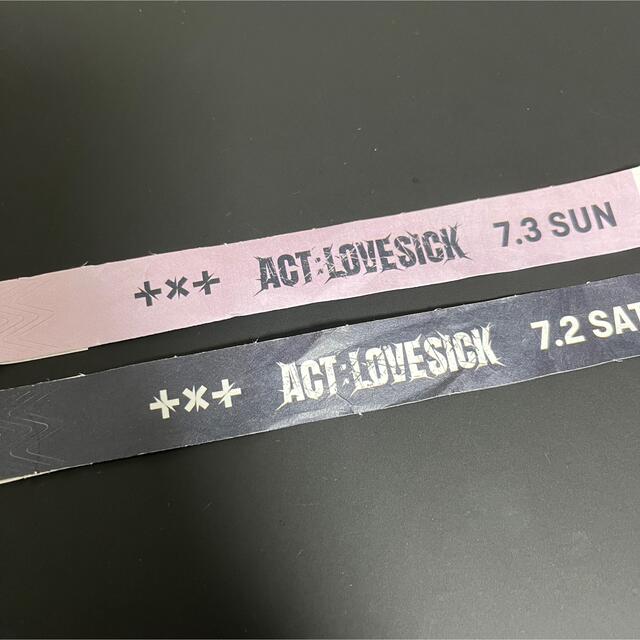 +×+ ACT:LOVESICK 7.3 SUN
+×+ ACT:LOVESICK 7.2 SAT